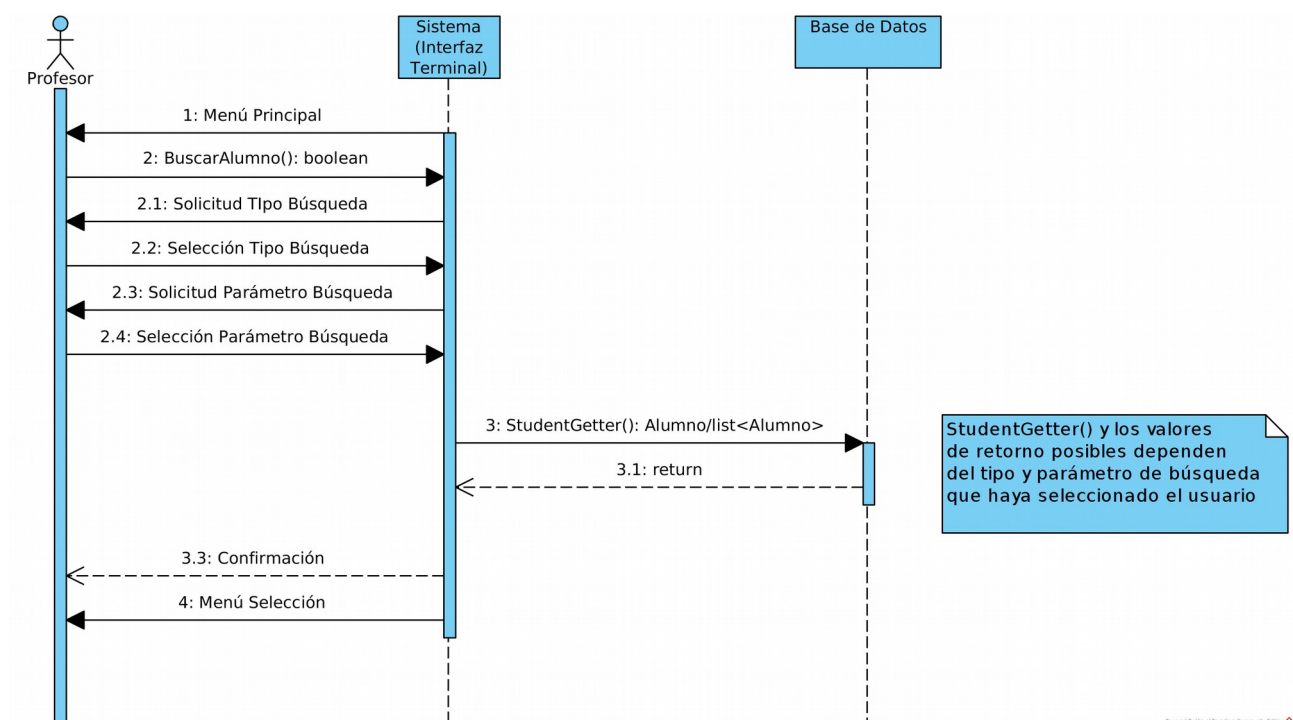 Profesor
Sistema
(Interfaz
Terminal)
Base de Datos
1: Menú Principal
2: BuscarAlumno(): boolean
2.1: Solicitud TIpo Búsqueda
2.2: Selección Tipo Búsqueda
2.3: Solicitud Parámetro Búsqueda
2.4: Selección Parámetro Búsqueda
3: StudentGetter(): Alumno/list<Alumno>
3.1: return
StudentGetter() y los valores
de retorno posibles dependen
del tipo y parámetro de búsqueda
que haya seleccionado el usuario
3.3: Confirmación
4: Menú Selección